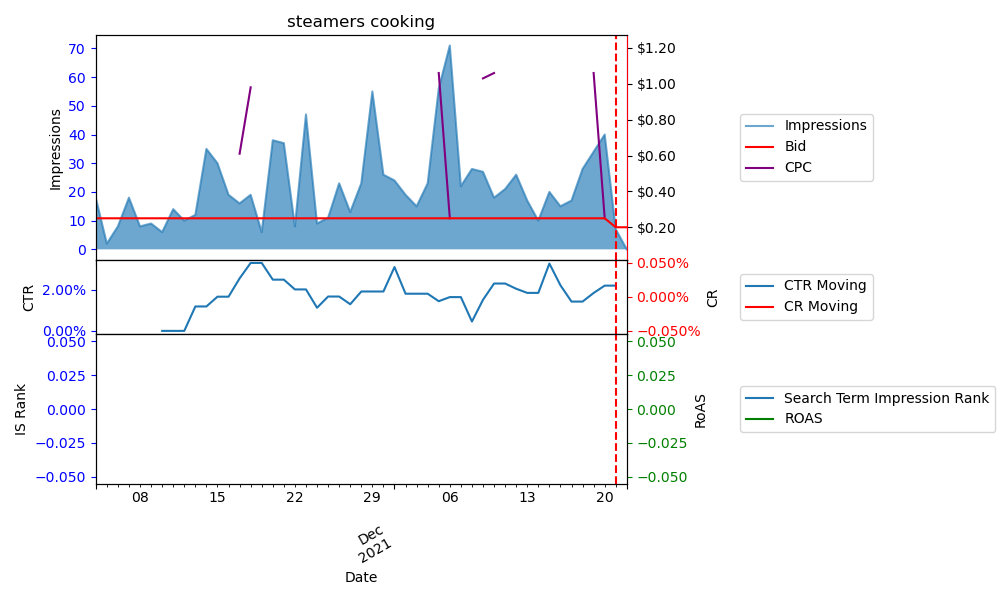 steamers cooking
70
60
50
40
30
20
10
0
Impressions
$1.20
$1.00
$0.80
$0.60
$0.40
$0.20
Impressions
Bid
CPC
2.00%
0.00%
CTR
0.050%
0.000%
−0.050%
CR
CTR Moving
CR Moving
0.050
0.025
0.000
−0.025
−0.050
IS Rank
0.050
0.025
0.000
−0.025
−0.050
RoAS
Search Term Impression Rank
ROAS
08 15 22 29 06 13 20
Dec
2021
Date